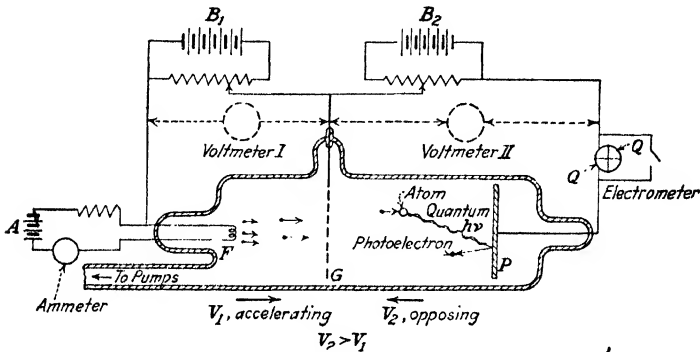 B₁
B₂
Voltmeter I
Voltmeter II
Q
Q
Electrometer
A
Atom
Quantum
hν
Photoelectron
F
P
To Pumps
G
Ammeter
V₁, accelerating
V₂, opposing
V₂ > V₁